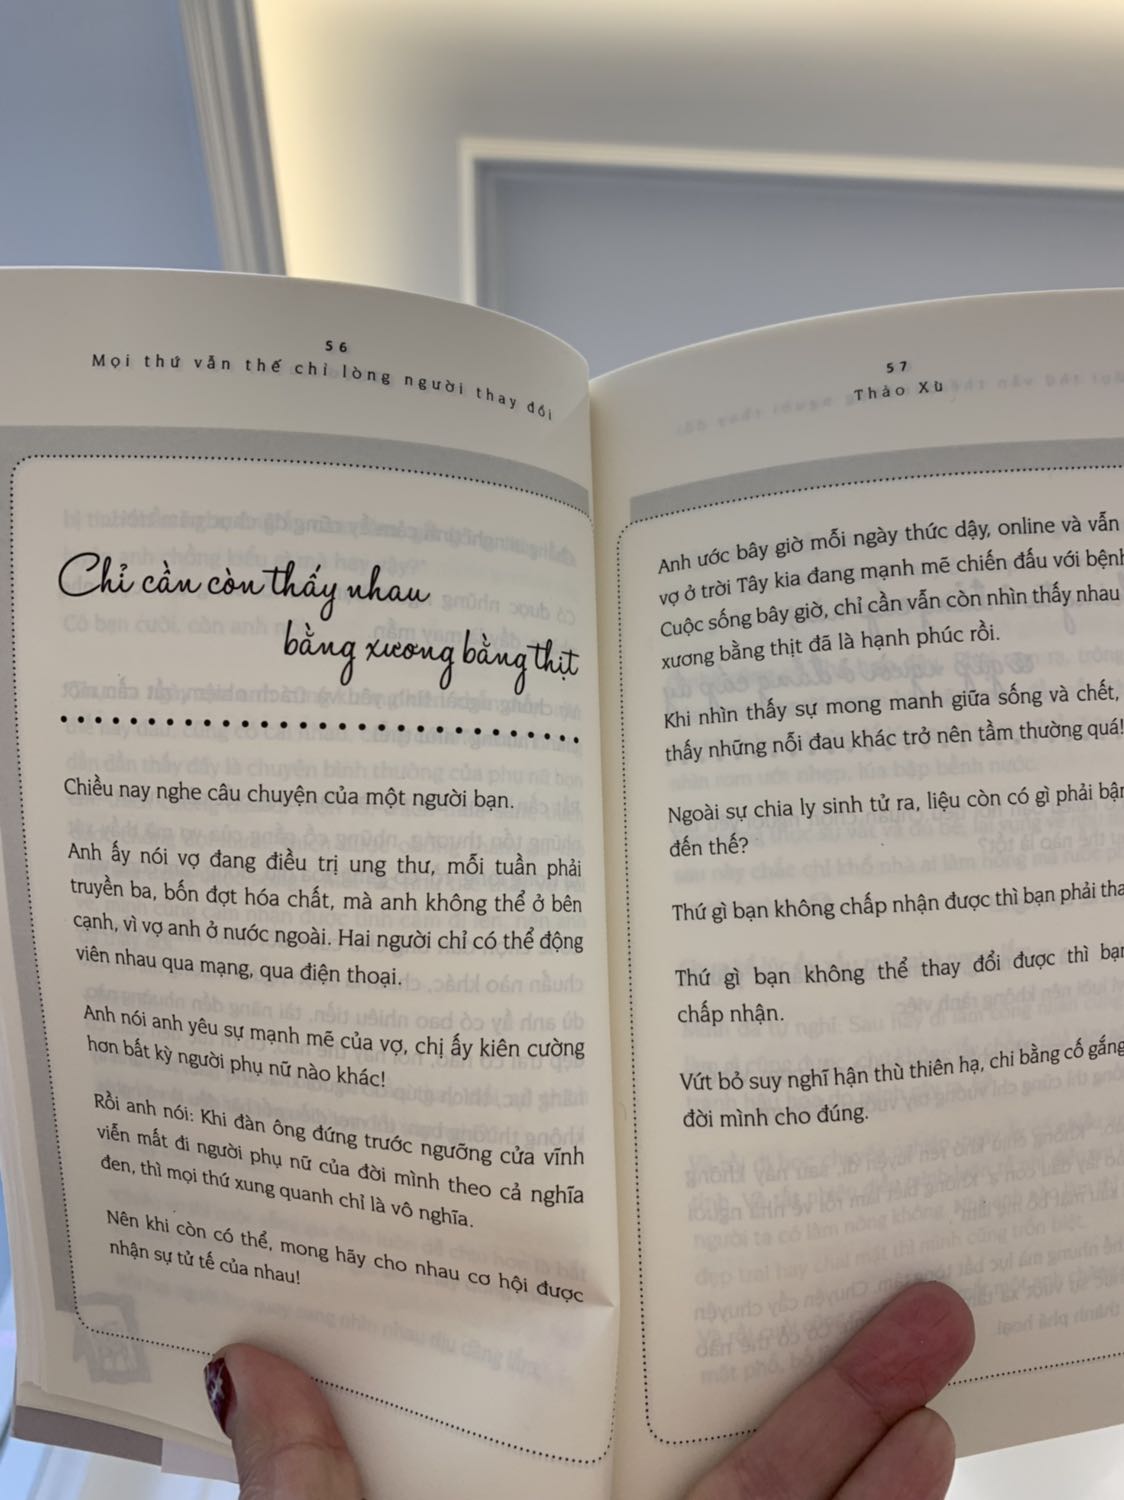 56
Mọi thứ vẫn thế chỉ lòng người thay đổi
Chỉ cần còn thấy nhau
bằng xương bằng thịt
Chiều nay nghe câu chuyện của một người bạn.
Anh ấy nói vợ đang điều trị ung thư, mỗi tuần phải
truyền ba, bốn đợt hóa chất, mà anh không thể ở bên
cạnh, vì vợ anh ở nước ngoài. Hai người chỉ có thể động
viên nhau qua mạng, qua điện thoại.
Anh nói anh yêu sự mạnh mẽ của vợ, chị ấy kiên cường
hơn bất kỳ người phụ nữ nào khác!
Rồi anh nói: Khi đàn ông đứng trước ngưỡng cửa vĩnh
viễn mất đi người phụ nữ của đời mình theo cả nghĩa
đen, thì mọi thứ xung quanh chỉ là vô nghĩa.
Nên khi còn có thể, mong hãy cho nhau cơ hội được
nhận sự tử tế của nhau!
57
Thảo Xù
Anh ước bây giờ mỗi ngày thức dậy, online và vẫn
vợ ở trời Tây kia đang mạnh mẽ chiến đấu với bệnh
Cuộc sống bây giờ, chỉ cần vẫn còn nhìn thấy nhau
xương bằng thịt đã là hạnh phúc rồi.
Khi nhìn thấy sự mong manh giữa sống và chết,
thấy những nỗi đau khác trở nên tầm thường quá!
Ngoài sự chia ly sinh tử ra, liệu còn có gì phải
đến thế?
Thứ gì bạn không chấp nhận được thì bạn phải
Thứ gì bạn không thể thay đổi được thì
chấp nhận.
Vứt bỏ suy nghĩ hận thù thiên hạ, chi bằng cố gắng
đời mình cho đúng.